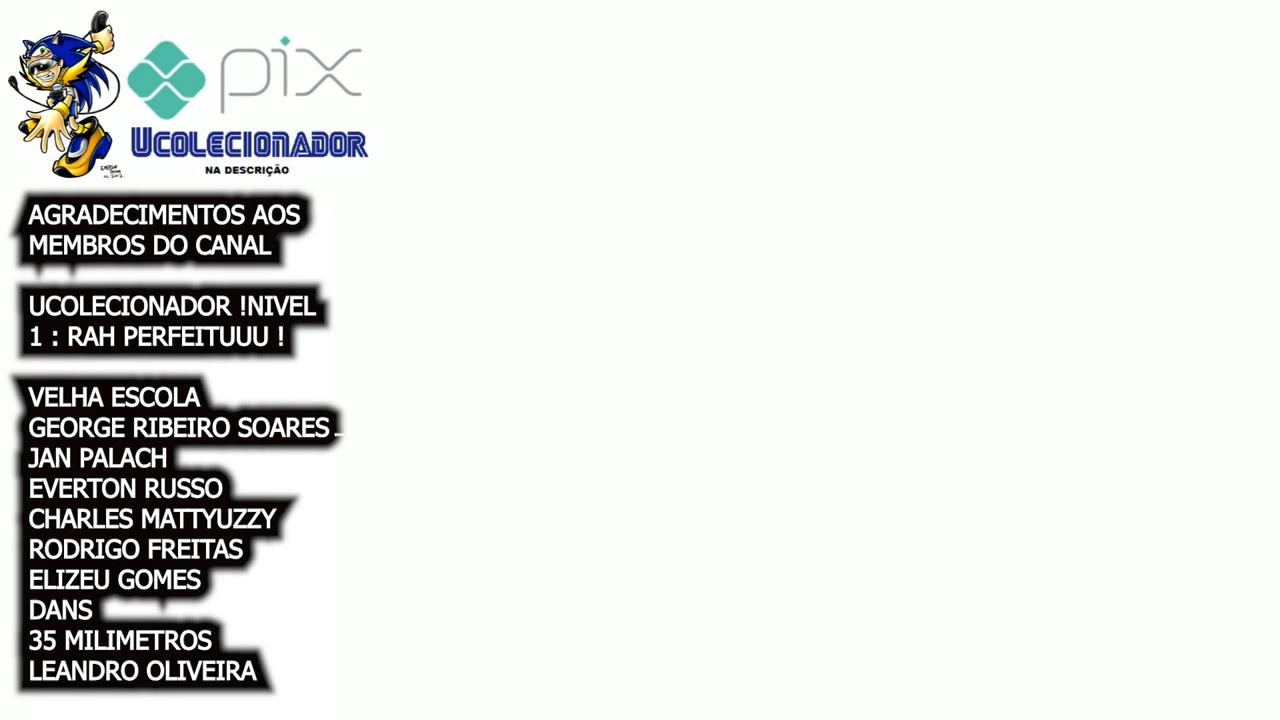 pix
UCOLECIONADOR
NA DESCRIÇÃO
AGRADECIMENTOS AOS
MEMBROS DO CANAL
UCOLECIONADOR !NIVEL
1 : RAH PERFEITUUU !
VELHA ESCOLA
GEORGE RIBEIRO SOARES
JAN PALACH
EVERTON RUSSO
CHARLES MATTYUZZY
RODRIGO FREITAS
ELIZEU GOMES
DANS
35 MILIMETROS
LEANDRO OLIVEIRA